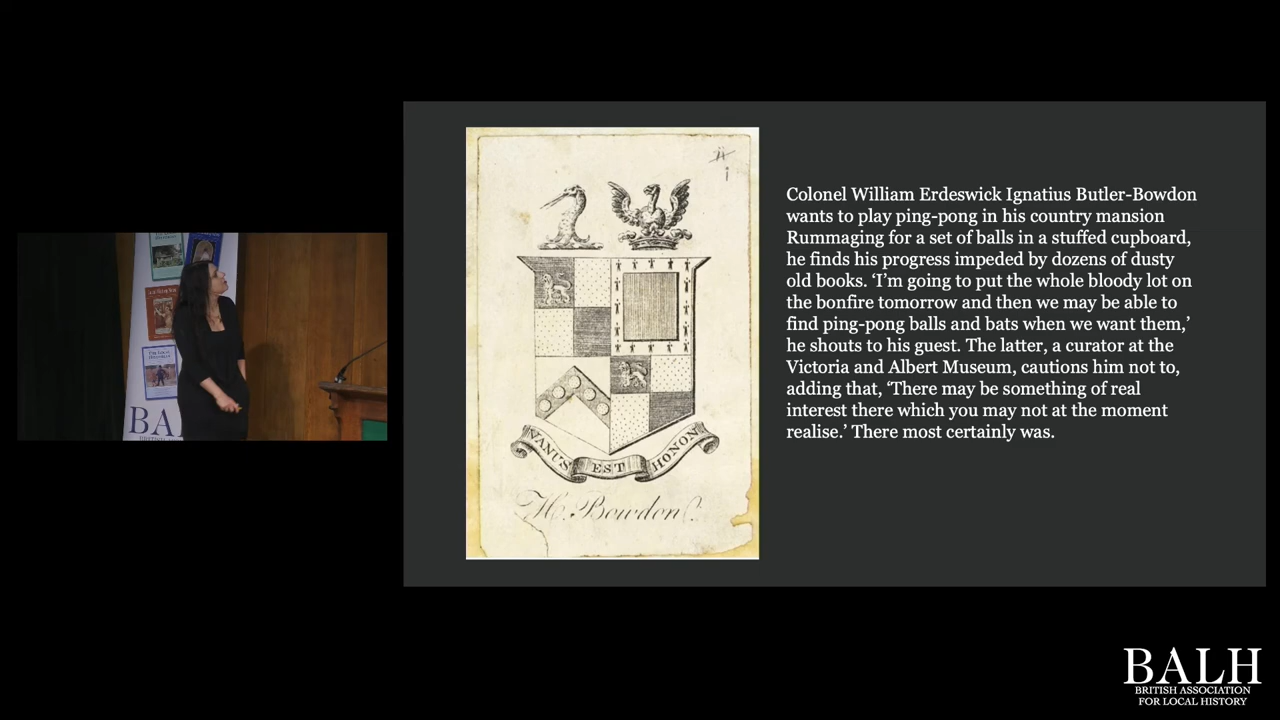 Colonel William Erdeswick Ignatius Butler-Bowdon
wants to play ping-pong in his country mansion
Rummaging for a set of balls in a stuffed cupboard,
he finds his progress impeded by dozens of dusty
old books. ‘I’m going to put the whole bloody lot on
the bonfire tomorrow and then we may be able to
find ping-pong balls and bats when we want them,’
he shouts to his guest. The latter, a curator at the
Victoria and Albert Museum, cautions him not to,
adding that, ‘There may be something of real
interest there which you may not at the moment
realise.’ There most certainly was.
VANUS EST HONOR
H. Bowdon
BA
BALH
BRITISH ASSOCIATION
FOR LOCAL HISTORY